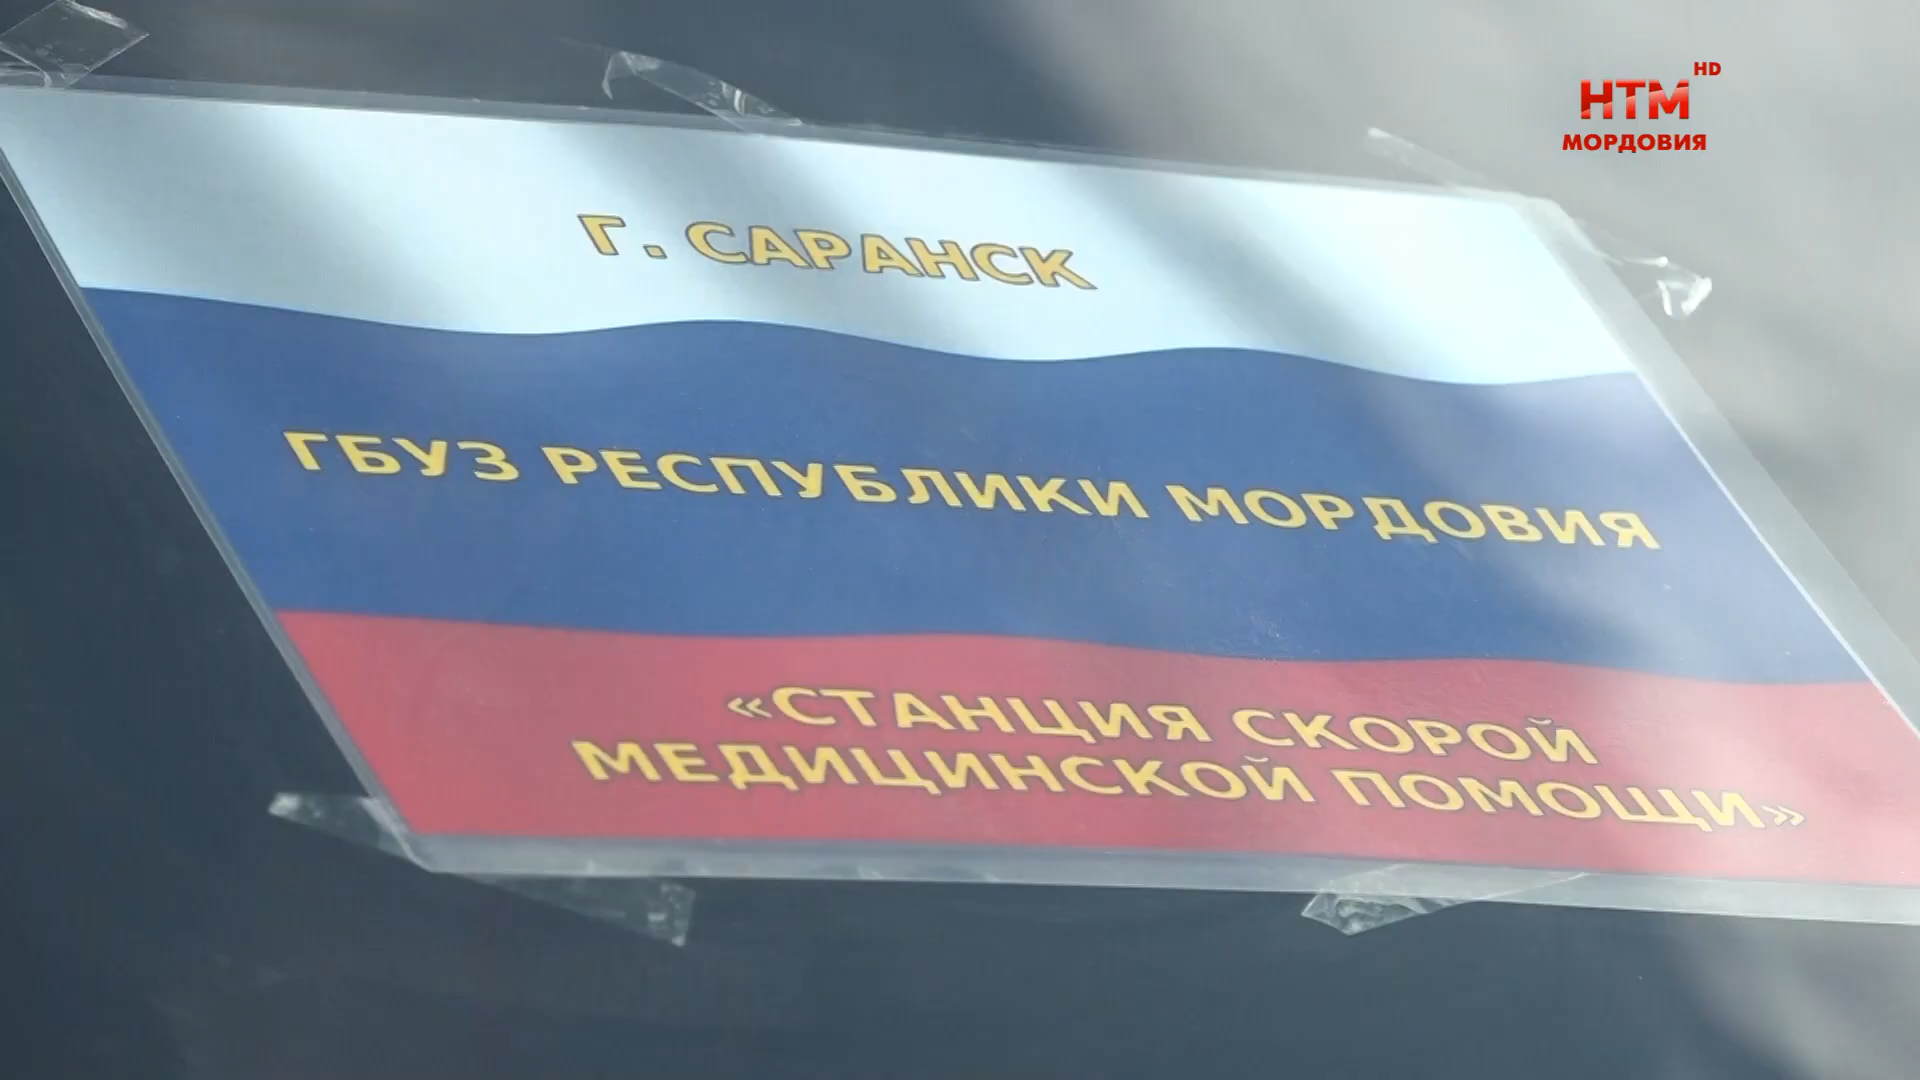 НТМ HD
МОРДОВИЯ
Г. САРАНСК
ГБУЗ РЕСПУБЛИКИ МОРДОВИЯ
«СТАНЦИЯ СКОРОЙ
МЕДИЦИНСКОЙ ПОМОЩИ»